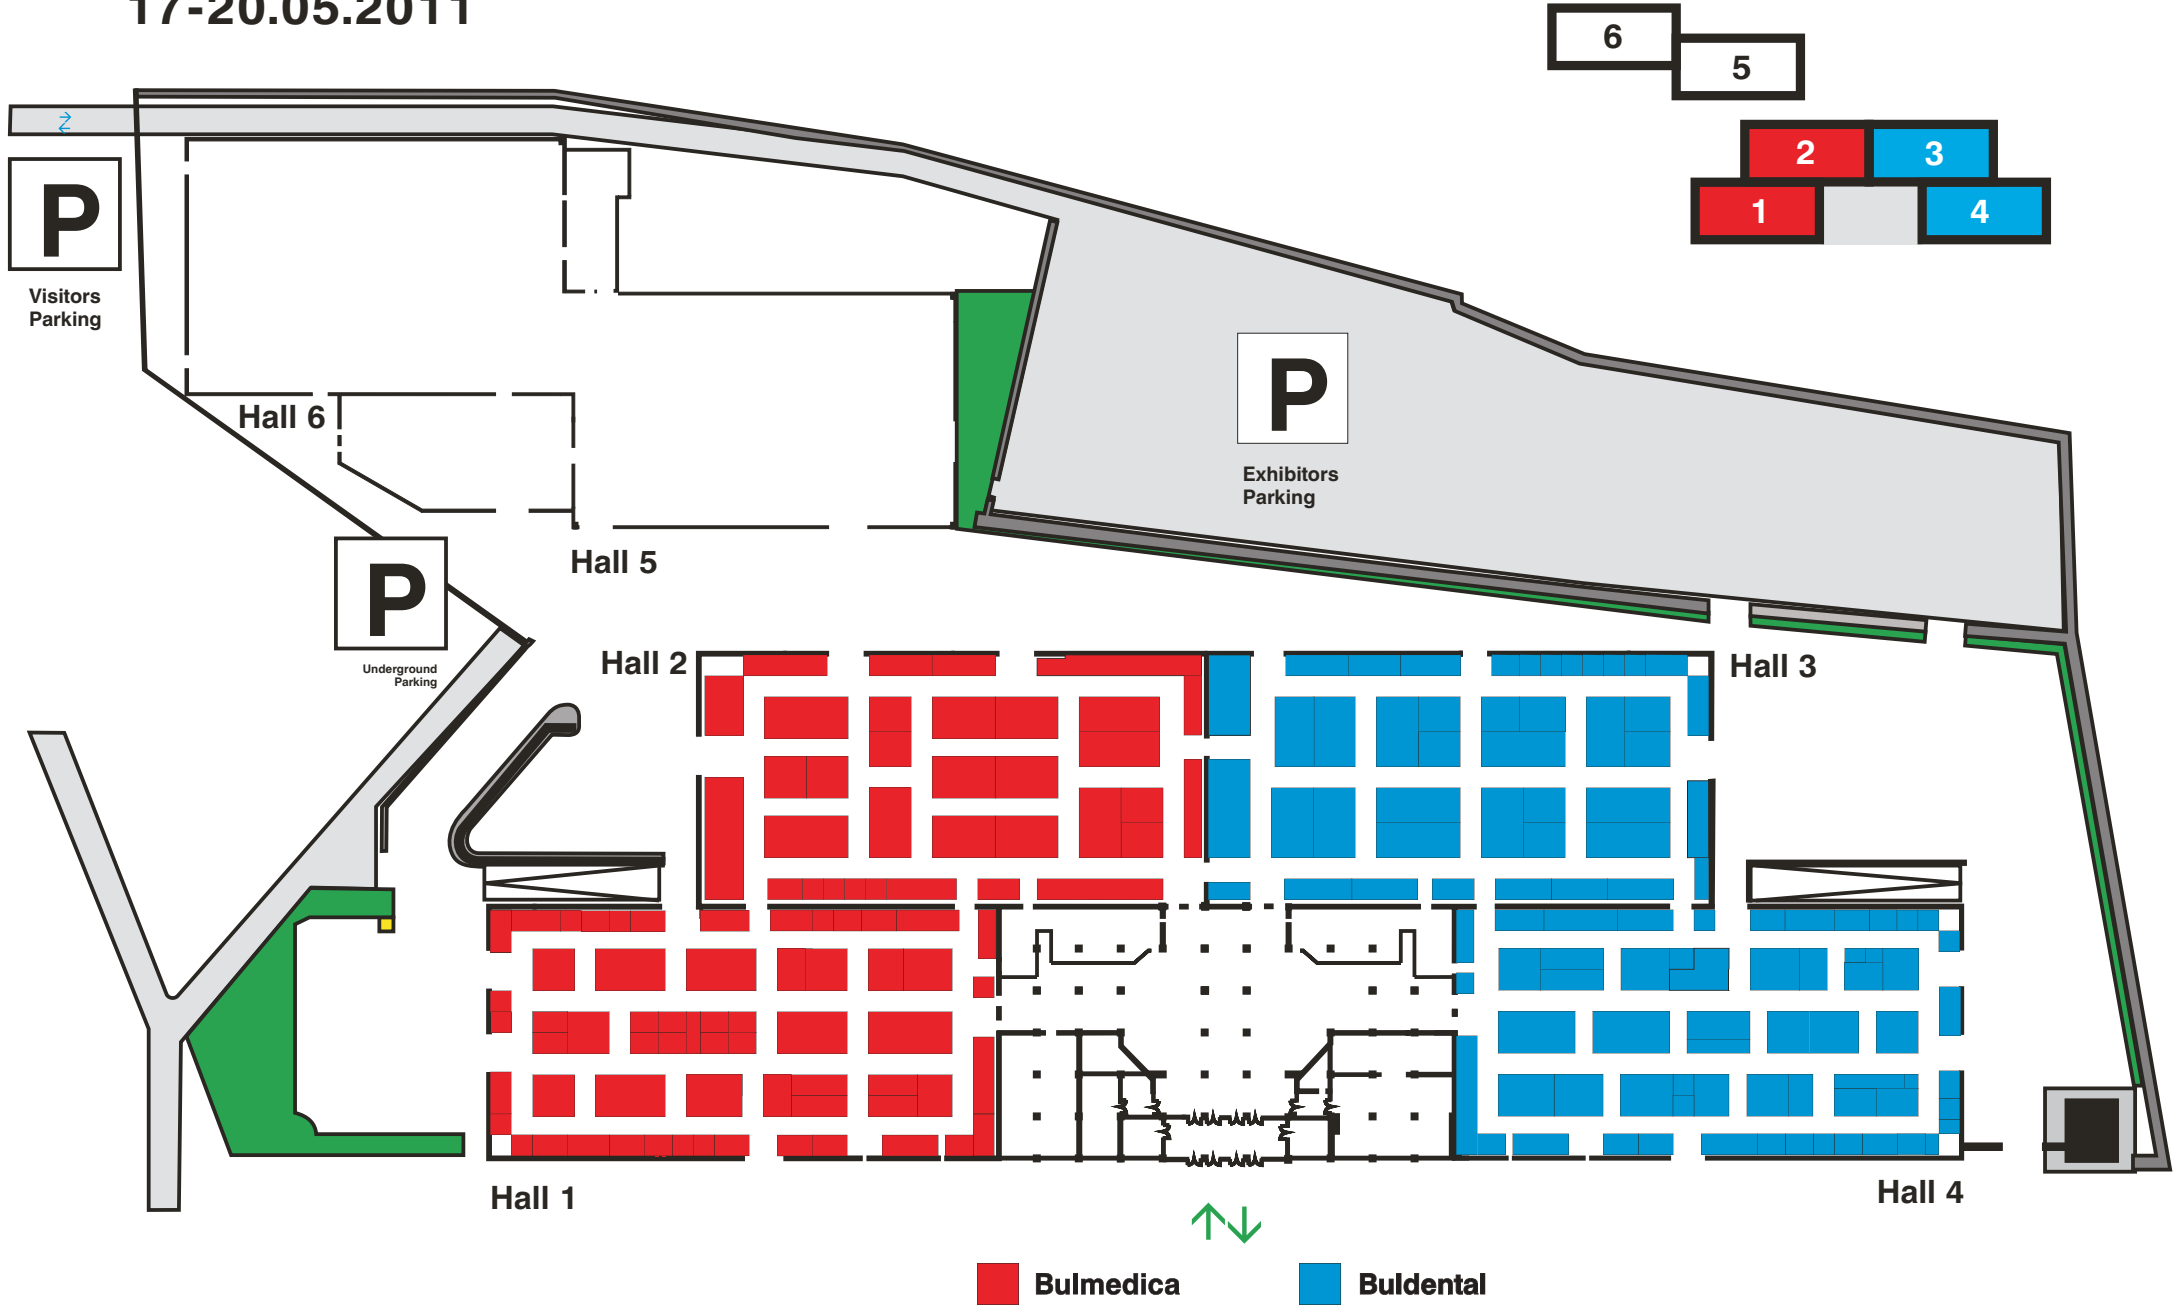 17-20.05.2011
6
5
2
3
1
4
P
Visitors
Parking
P
Exhibitors
Parking
Hall 6
Hall 5
P
Underground
Parking
Hall 2
Hall 3
Hall 1
Hall 4
Bulmedica
Buldental